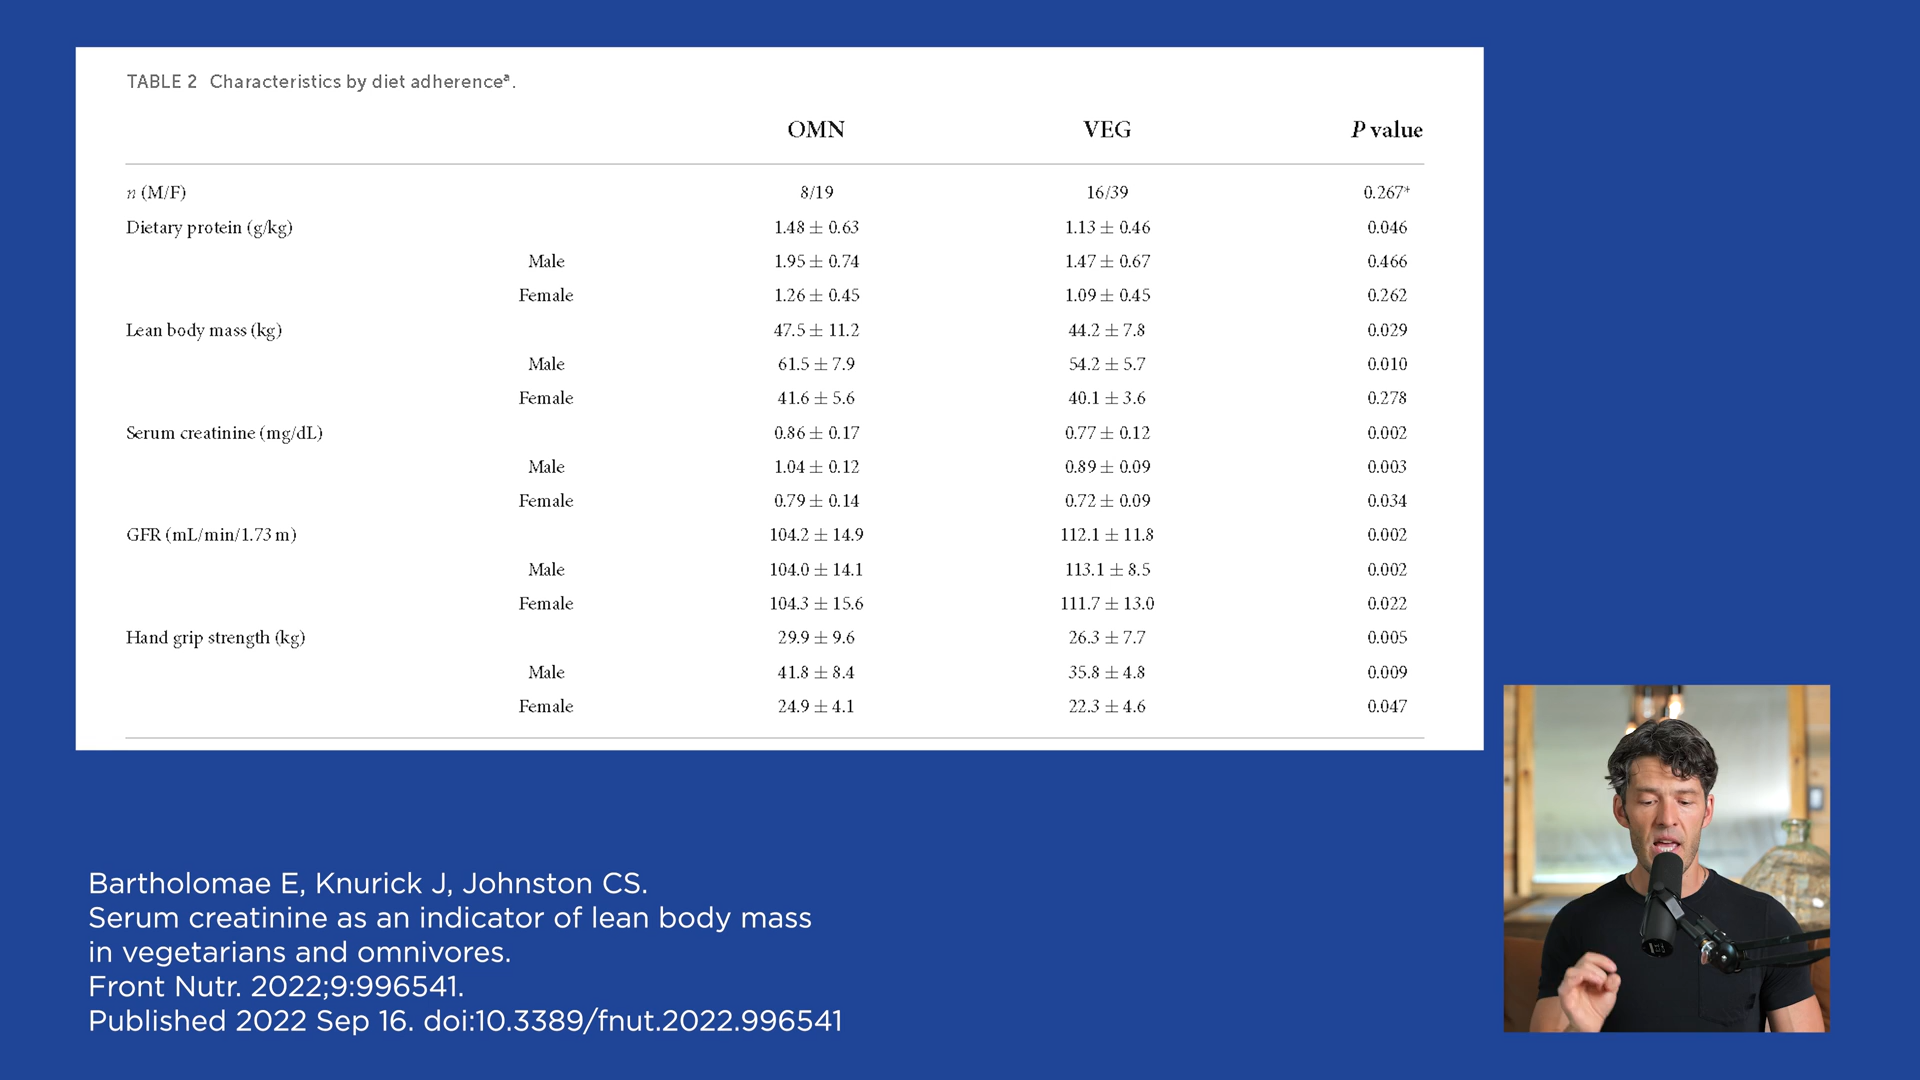 TABLE 2 Characteristics by diet adherenceª.
OMN VEG P value
n (M/F) 8/19 16/39 0.267⁺
Dietary protein (g/kg) 1.48 ± 0.63 1.13 ± 0.46 0.046
Male 1.95 ± 0.74 1.47 ± 0.67 0.466
Female 1.26 ± 0.45 1.09 ± 0.45 0.262
Lean body mass (kg) 47.5 ± 11.2 44.2 ± 7.8 0.029
Male 61.5 ± 7.9 54.2 ± 5.7 0.010
Female 41.6 ± 5.6 40.1 ± 3.6 0.278
Serum creatinine (mg/dL) 0.86 ± 0.17 0.77 ± 0.12 0.002
Male 1.04 ± 0.12 0.89 ± 0.09 0.003
Female 0.79 ± 0.14 0.72 ± 0.09 0.034
GFR (mL/min/1.73 m) 104.2 ± 14.9 112.1 ± 11.8 0.002
Male 104.0 ± 14.1 113.1 ± 8.5 0.002
Female 104.3 ± 15.6 111.7 ± 13.0 0.022
Hand grip strength (kg) 29.9 ± 9.6 26.3 ± 7.7 0.005
Male 41.8 ± 8.4 35.8 ± 4.8 0.009
Female 24.9 ± 4.1 22.3 ± 4.6 0.047
Bartholomae E, Knurick J, Johnston CS.
Serum creatinine as an indicator of lean body mass
in vegetarians and omnivores.
Front Nutr. 2022;9:996541.
Published 2022 Sep 16. doi:10.3389/fnut.2022.996541